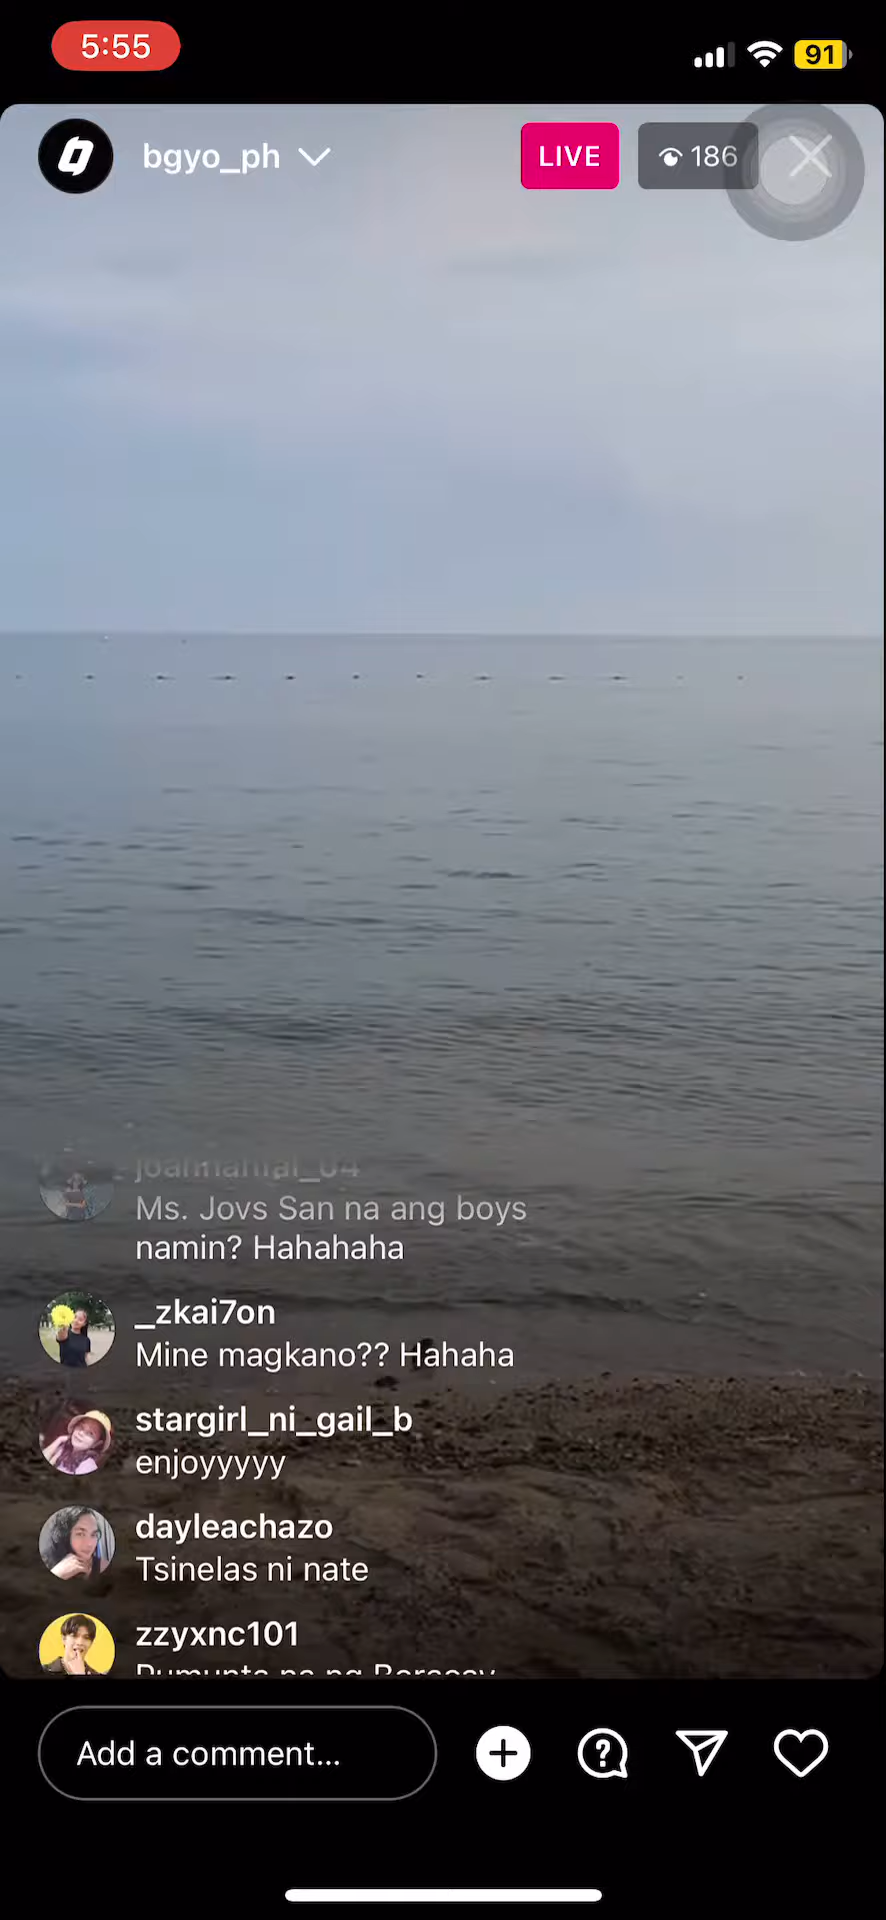 5:55
91
bgyo_ph
LIVE
186
Ms. Jovs San na ang boys
namin? Hahahaha
_zkai7on
Mine magkano?? Hahaha
stargirl_ni_gail_b
enjoyyyyy
dayleachazo
Tsinelas ni nate
zzyxnc101
Add a comment...